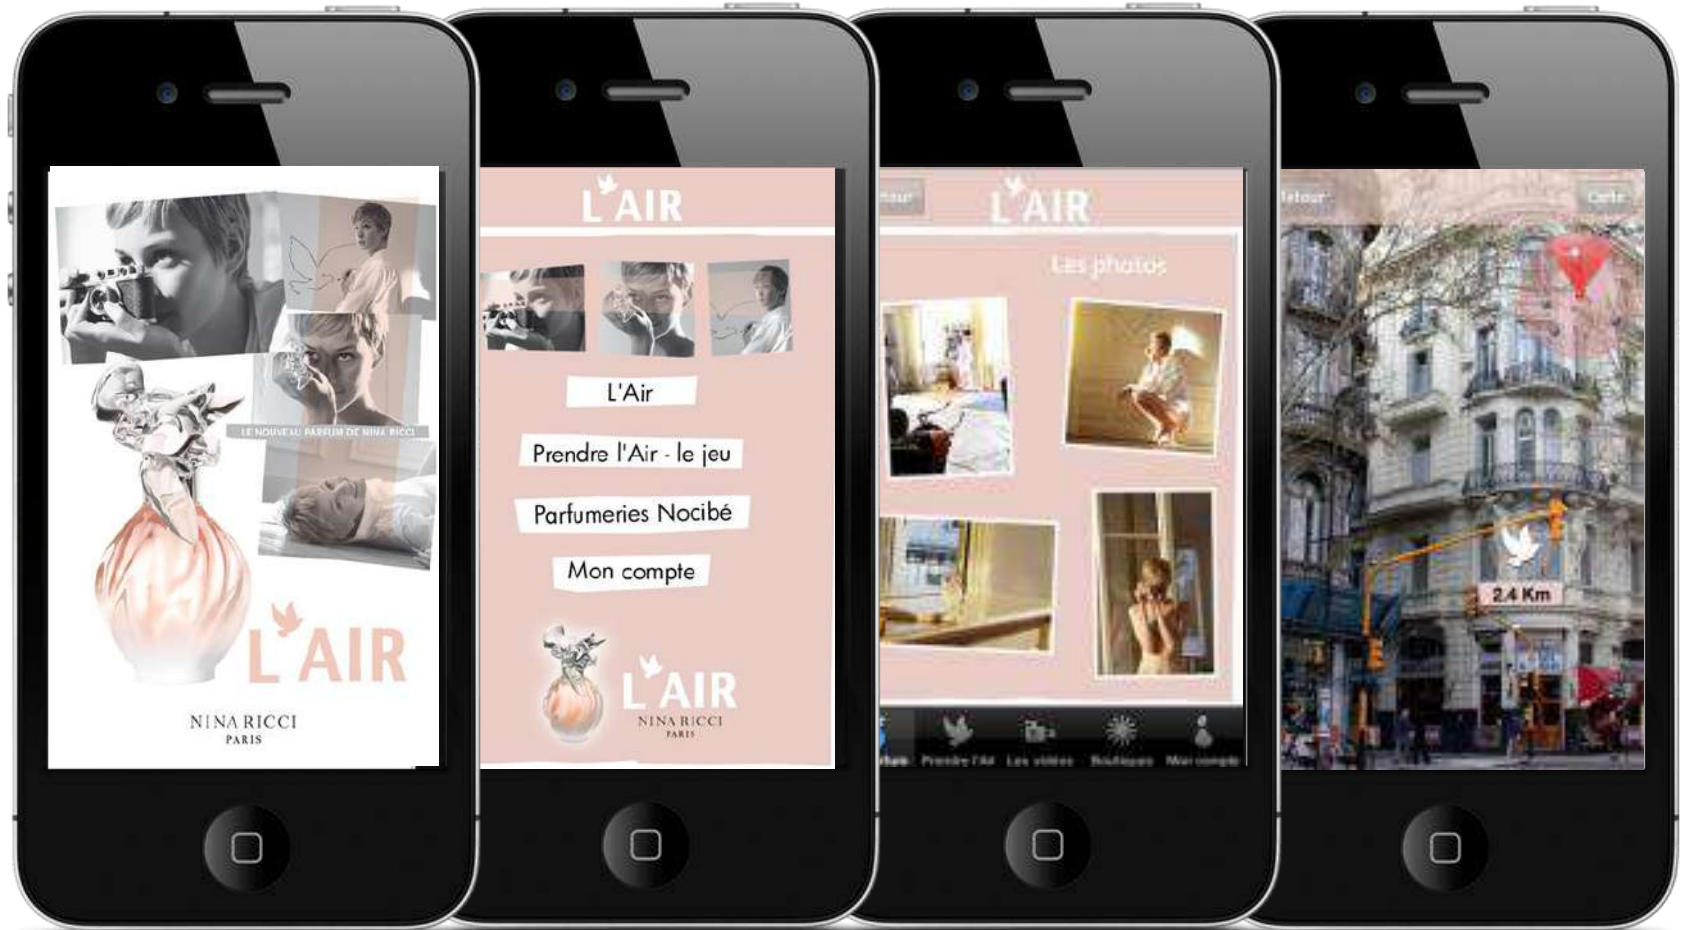 LE NOUVEAU PARFUM DE NINA RICCI
L'AIR
NINA RICCI
PARIS
L'AIR
L'Air
Prendre l'Air - le jeu
Parfumeries Nocibé
Mon compte
L'AIR
NINA RICCI
PARIS
L'AIR
Les photos
Prendre l'Air
Les vidéos
Boutiques
Mon compte
Retour
Carte
2.4 Km